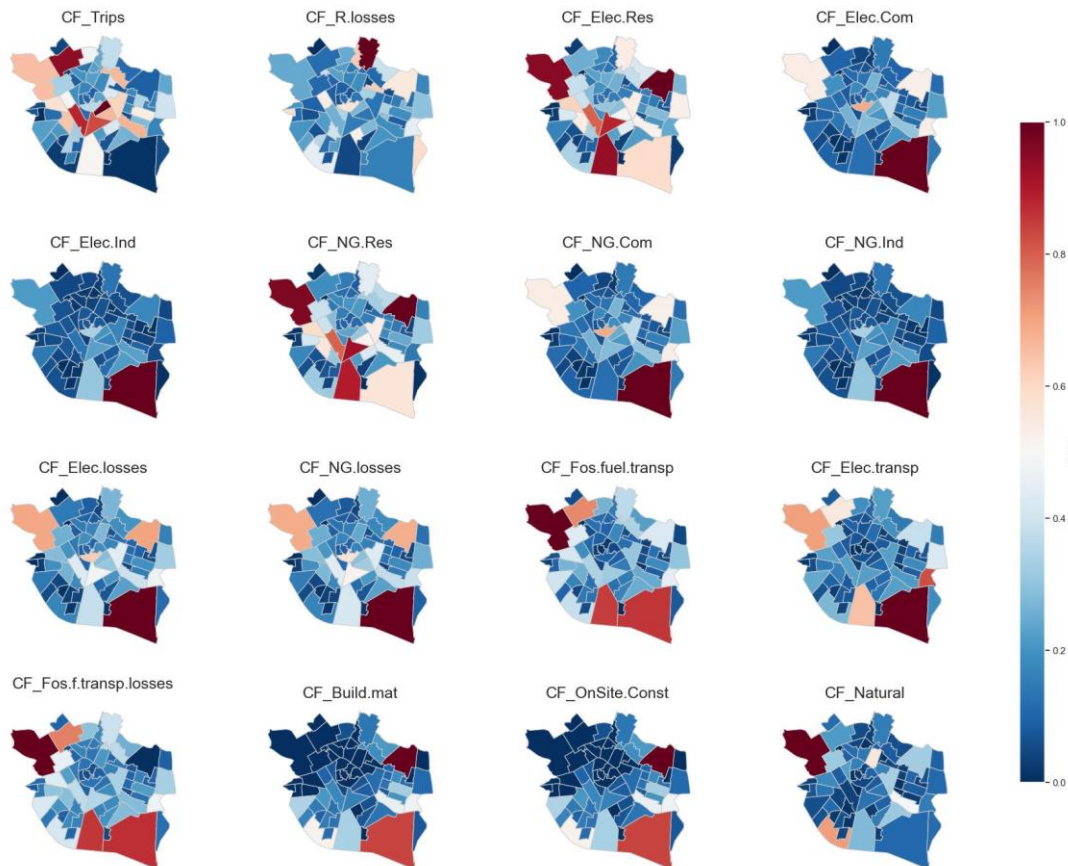 CF_Trips
CF_R.losses
CF_Elec.Res
CF_Elec.Com
CF_Elec.Ind
CF_NG.Res
CF_NG.Com
CF_NG.Ind
CF_Elec.losses
CF_NG.losses
CF_Fos.fuel.transp
CF_Elec.transp
CF_Fos.f.transp.losses
CF_Build.mat
CF_OnSite.Const
CF_Natural
1.0
0.8
0.6
0.4
0.2
0.0